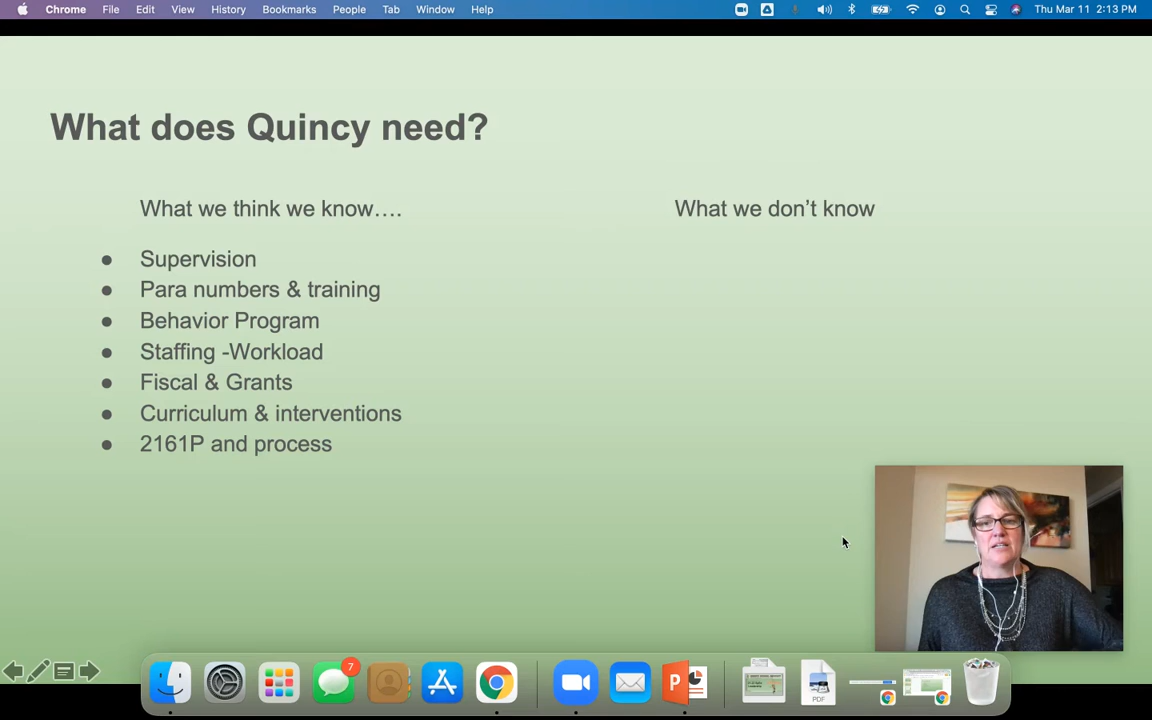 Chrome File Edit View History Bookmarks People Tab Window Help Thu Mar 11 2:13 PM
What does Quincy need?
What we think we know….
What we don’t know
● Supervision
● Para numbers & training
● Behavior Program
● Staffing -Workload
● Fiscal & Grants
● Curriculum & interventions
● 2161P and process
7
PDF